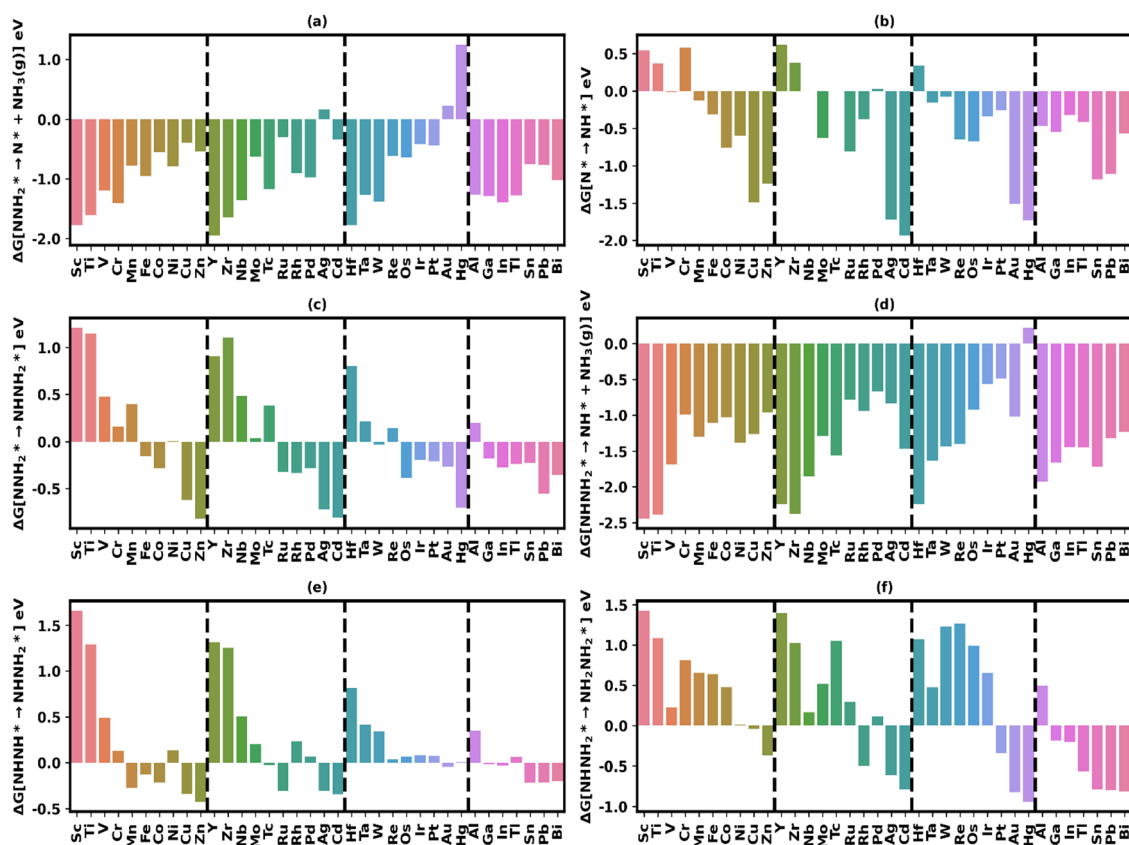 (a)
ΔG[NNH₂* → N* + NH₃(g)] eV
1.0
0.0
-1.0
-2.0
Sc Ti V Cr Mn Fe Co Ni Cu Zn Y Zr Nb Mo Tc Ru Rh Pd Ag Cd Hf Ta W Re Os Ir Pt Au Hg Al Ga In Tl Sn Pb Bi
(b)
ΔG[N* → NH*] eV
0.5
0.0
-0.5
-1.0
-1.5
-2.0
Sc Ti V Cr Mn Fe Co Ni Cu Zn Y Zr Nb Mo Tc Ru Rh Pd Ag Cd Hf Ta W Re Os Ir Pt Au Hg Al Ga In Tl Sn Pb Bi
(c)
ΔG[NNH₂* → NHNH₂*] eV
1.0
0.5
0.0
-0.5
Sc Ti V Cr Mn Fe Co Ni Cu Zn Y Zr Nb Mo Tc Ru Rh Pd Ag Cd Hf Ta W Re Os Ir Pt Au Hg Al Ga In Tl Sn Pb Bi
(d)
ΔG[NHNH₂* → NH* + NH₃(g)] eV
0.0
-0.5
-1.0
-1.5
-2.0
-2.5
Sc Ti V Cr Mn Fe Co Ni Cu Zn Y Zr Nb Mo Tc Ru Rh Pd Ag Cd Hf Ta W Re Os Ir Pt Au Hg Al Ga In Tl Sn Pb Bi
(e)
ΔG[NHNH* → NHNH₂*] eV
1.5
1.0
0.5
0.0
-0.5
Sc Ti V Cr Mn Fe Co Ni Cu Zn Y Zr Nb Mo Tc Ru Rh Pd Ag Cd Hf Ta W Re Os Ir Pt Au Hg Al Ga In Tl Sn Pb Bi
(f)
ΔG[NHNH₂* → NH₂NH₂*] eV
1.5
1.0
0.5
0.0
-0.5
-1.0
Sc Ti V Cr Mn Fe Co Ni Cu Zn Y Zr Nb Mo Tc Ru Rh Pd Ag Cd Hf Ta W Re Os Ir Pt Au Hg Al Ga In Tl Sn Pb Bi